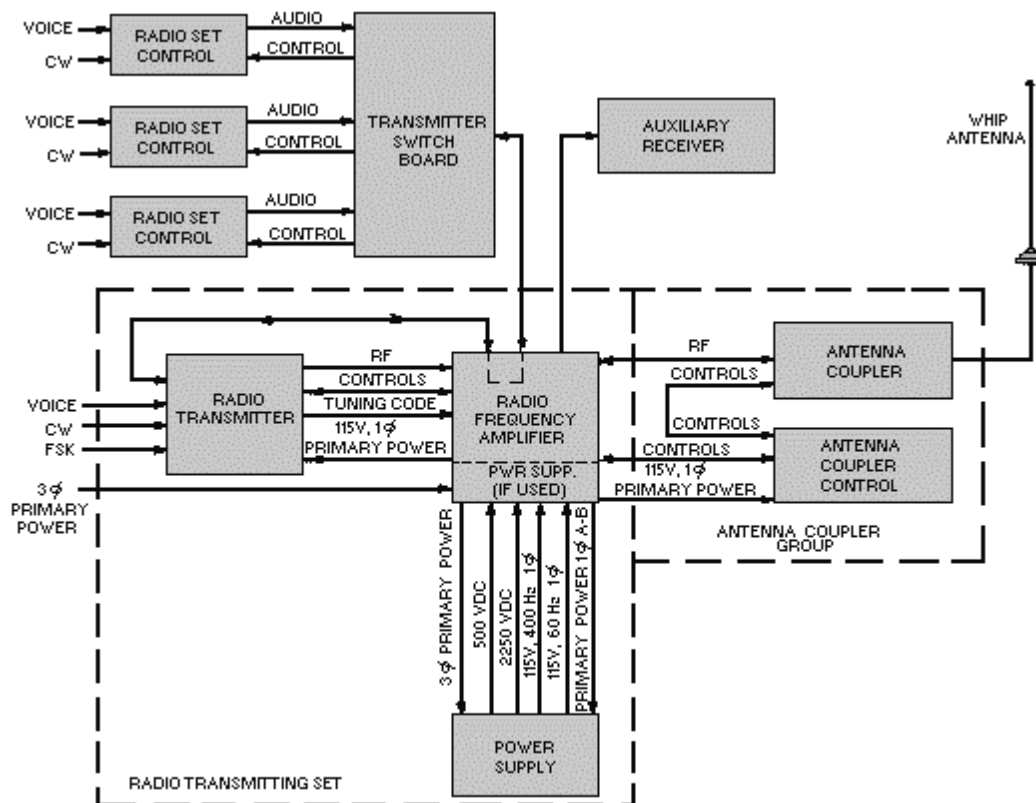 VOICE
CW
RADIO SET
CONTROL
AUDIO
CONTROL
VOICE
CW
RADIO SET
CONTROL
AUDIO
CONTROL
VOICE
CW
RADIO SET
CONTROL
AUDIO
CONTROL
TRANSMITTER
SWITCH
BOARD
AUXILIARY
RECEIVER
WHIP
ANTENNA
VOICE
CW
FSK
3ϕ
PRIMARY
POWER
RADIO
TRANSMITTER
RF
CONTROLS
TUNING CODE
115V, 1ϕ
PRIMARY POWER
RADIO
FREQUENCY
AMPLIFIER
PWR SUPP.
(IF USED)
RF
CONTROLS
CONTROLS
CONTROLS
115V, 1ϕ
PRIMARY POWER
ANTENNA
COUPLER
ANTENNA
COUPLER
CONTROL
ANTENNA COUPLER
GROUP
3ϕ PRIMARY POWER
500 VDC
2250 VDC
115V, 400 Hz 1ϕ
115V, 60 Hz 1ϕ
PRIMARY POWER 1ϕ A-B
POWER
SUPPLY
RADIO TRANSMITTING SET